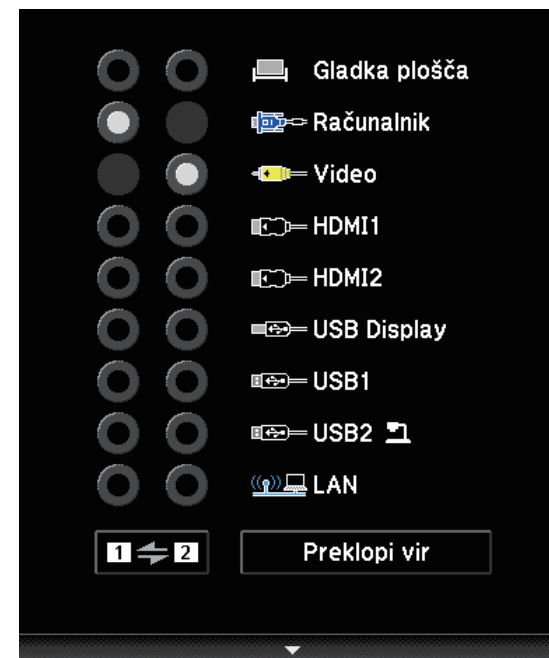 Gladka plošča
Računalnik
Video
HDMI1
HDMI2
USB Display
USB1
USB2
LAN
1 2 Preklopi vir